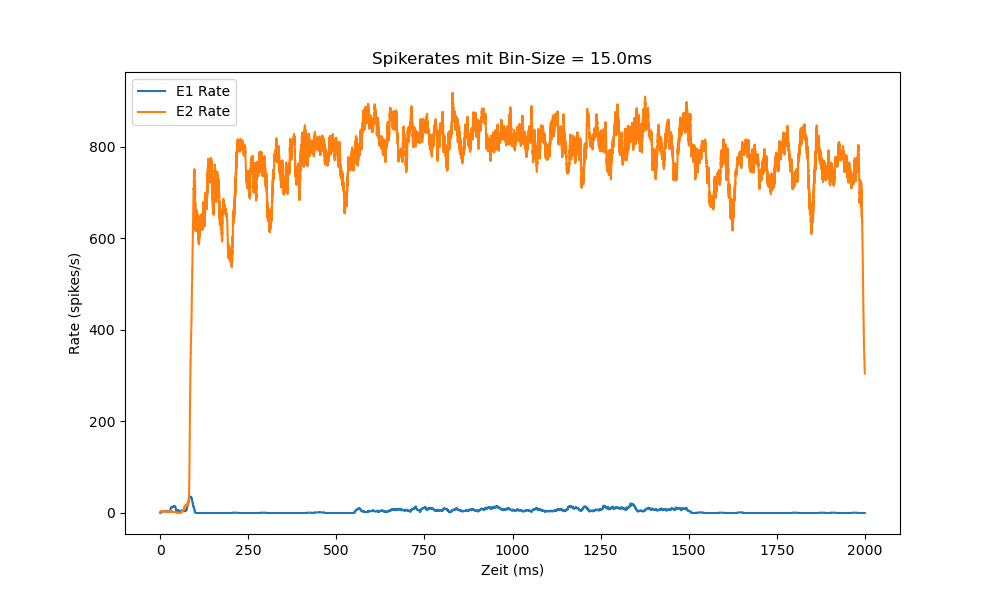 Spikerates mit Bin-Size = 15.0ms
E1 Rate
E2 Rate
800
600
400
200
0
Rate (spikes/s)
0 250 500 750 1000 1250 1500 1750 2000
Zeit (ms)